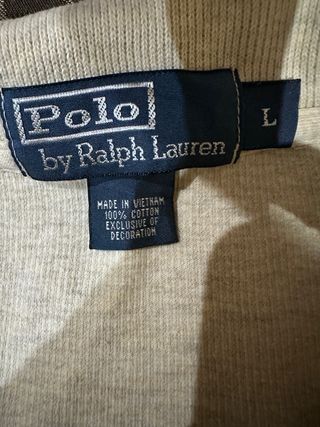 Polo
by Ralph Lauren
L
MADE IN VIETNAM
100% COTTON
EXCLUSIVE OF
DECORATION